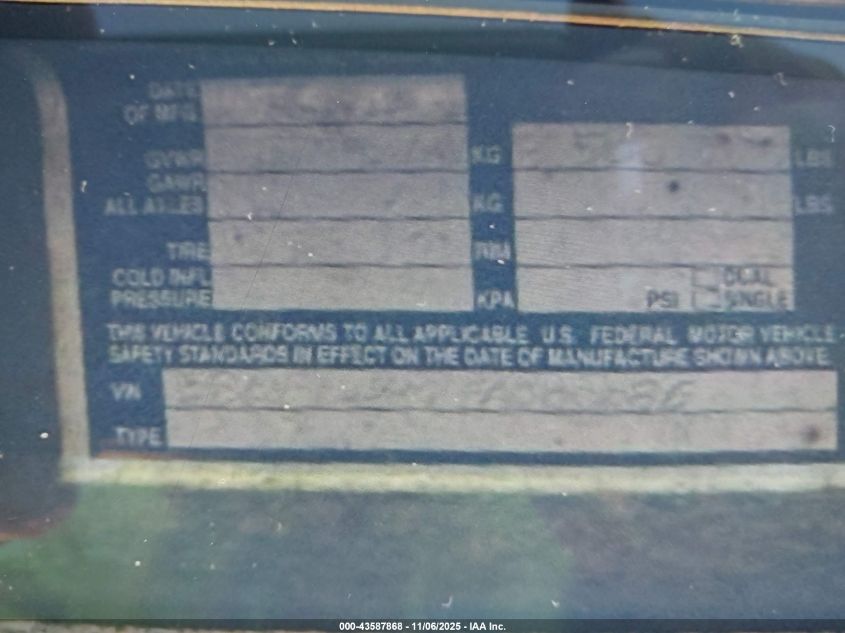 DATE
OF MFG
GVWR KG LBS
GAWR
ALL AXLES KG LBS
TIRE RIM
COLD INFL DUAL
PRESSURE KPA PSI SINGLE
THIS VEHICLE CONFORMS TO ALL APPLICABLE U.S. FEDERAL MOTOR VEHICLE
SAFETY STANDARDS IN EFFECT ON THE DATE OF MANUFACTURE SHOWN ABOVE.
VIN
TYPE
000-43587868 - 11/06/2025 - IAA Inc.